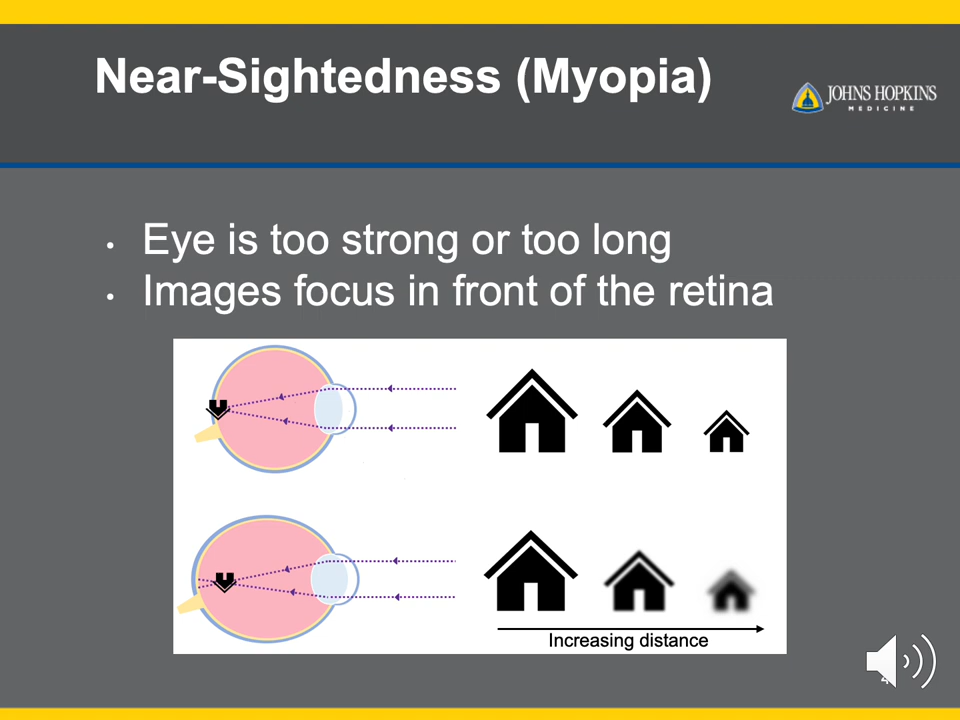 Near-Sightedness (Myopia)
JOHNS HOPKINS
MEDICINE
• Eye is too strong or too long
• Images focus in front of the retina
Increasing distance